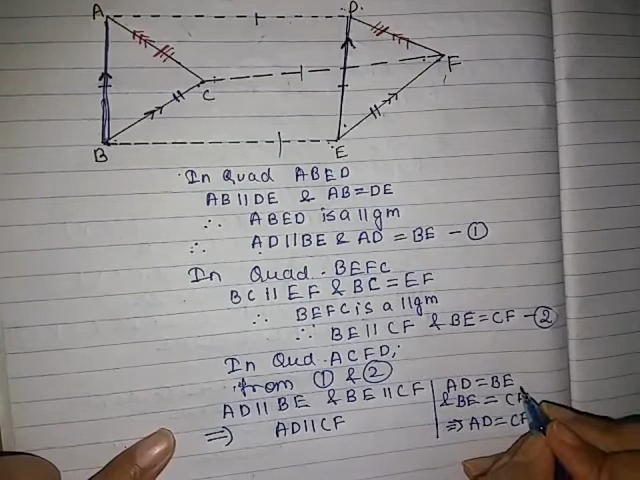 A
D
C
F
B
E
In Quad ABED
AB || DE & AB = DE
∴ ABED is a ||gm
∴ AD || BE & AD = BE - ①
In Quad. BEFC
BC || EF & BC = EF
∴ BEFC is a ||gm
∴ BE || CF & BE = CF - ②
In Qud. ACFD,
from ① & ②
AD || BE & BE || CF
⇒ AD || CF
AD = BE
& BE = CF
⇒ AD = CF